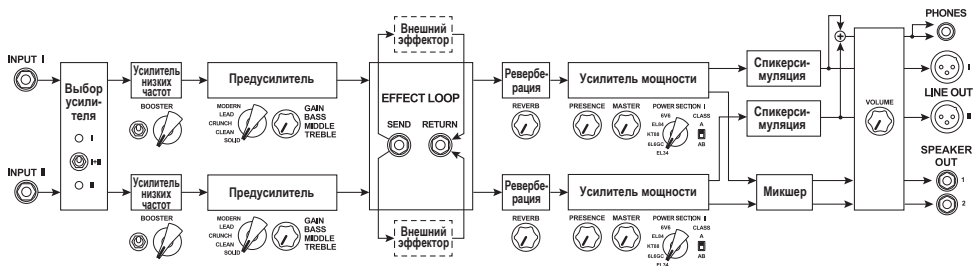 INPUT I
Выбор
усили-
теля
I
I+II
II
INPUT II
Усилитель
низких
частот
BOOSTER
Предусилитель
MODERN
LEAD
CRUNCH
CLEAN
SOLID
GAIN
BASS
MIDDLE
TREBLE
Внешний
эффектор
EFFECT LOOP
SEND
RETURN
Ревербе-
рация
REVERB
Усилитель мощности
PRESENCE
MASTER
POWER SECTION I
6V6
EL84
KT88
6L6GC
EL34
CLASS
A
AB
Спикерси-
муляция
PHONES
I
LINE OUT
II
VOLUME
Спикерси-
муляция
SPEAKER
OUT
1
2
Усилитель
низких частот
BOOSTER
Предусилитель
MODERN
LEAD
CRUNCH
CLEAN
SOLID
GAIN
BASS
MIDDLE
TREBLE
Внешний
эффектор
Ревербе-
рация
REVERB
Усилитель мощности
PRESENCE
MASTER
POWER SECTION I
6V6
EL84
KT88
6L6GC
EL34
CLASS
A
AB
Микшер